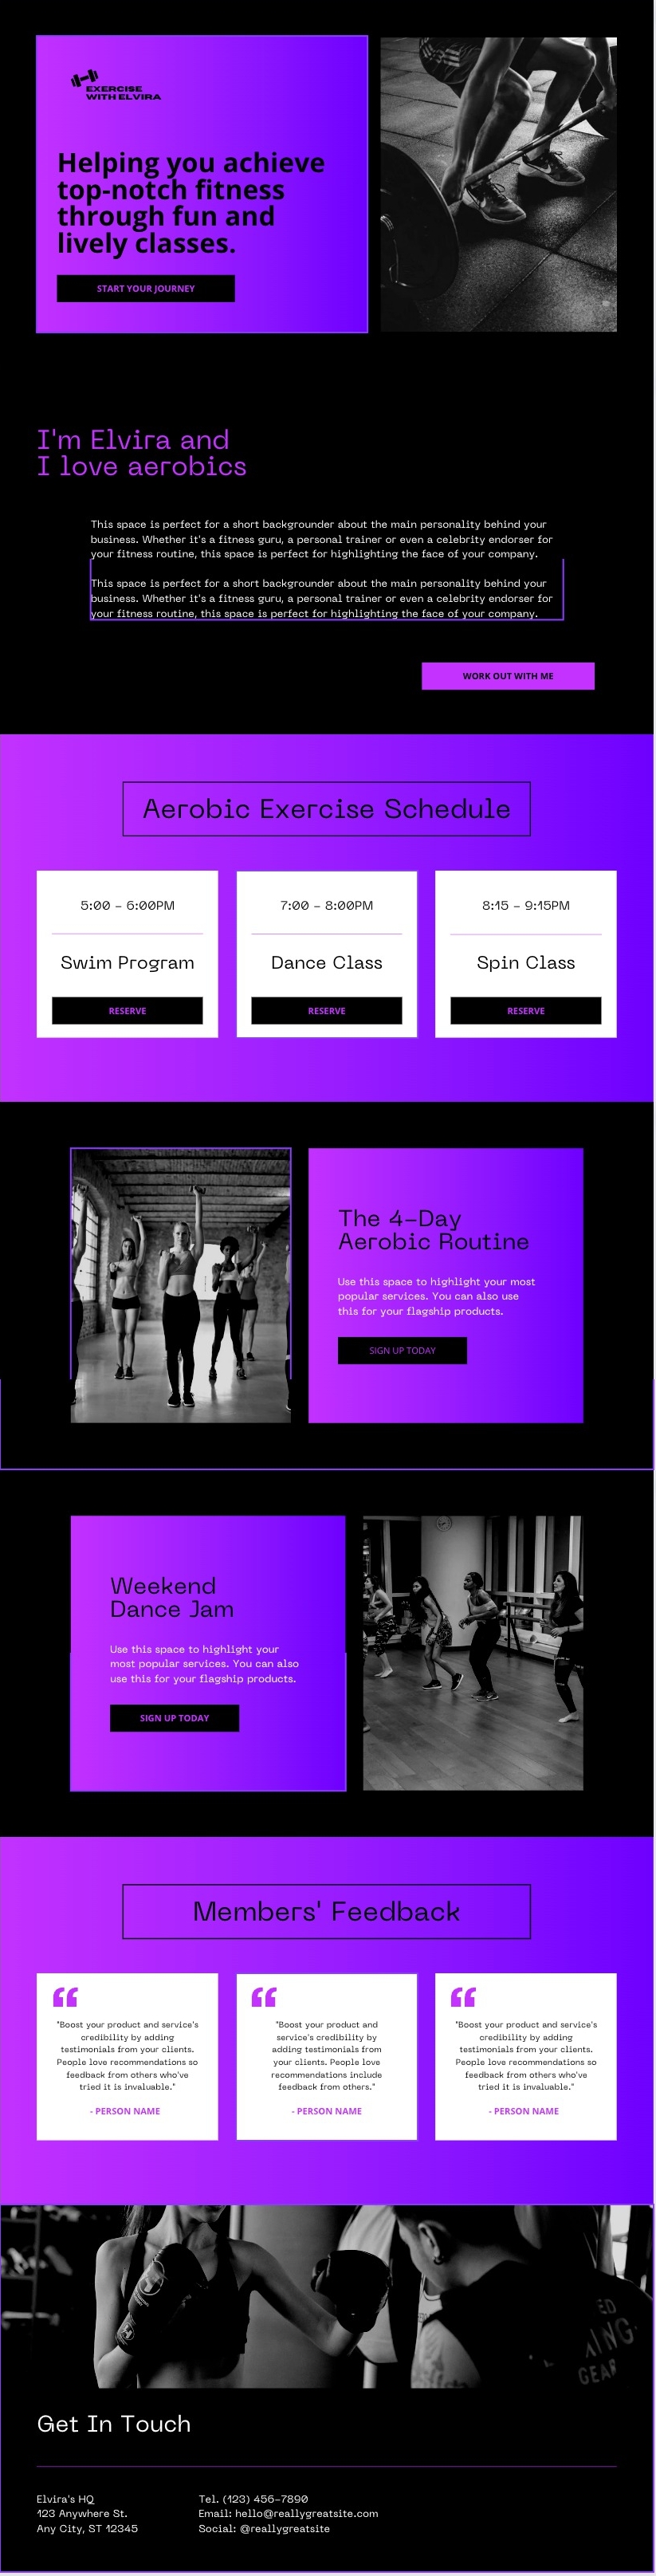 EXERCISE
WITH ELVIRA
Helping you achieve
top-notch fitness
through fun and
lively classes.
START YOUR JOURNEY
I'm Elvira and
I love aerobics
This space is perfect for a short backgrounder about the main personality behind your
business. Whether it's a fitness guru, a personal trainer or even a celebrity endorser for
your fitness routine, this space is perfect for highlighting the face of your company.
This space is perfect for a short backgrounder about the main personality behind your
business. Whether it's a fitness guru, a personal trainer or even a celebrity endorser for
your fitness routine, this space is perfect for highlighting the face of your company.
WORK OUT WITH ME
Aerobic Exercise Schedule
5:00 - 6:00PM
Swim Program
RESERVE
7:00 - 8:00PM
Dance Class
RESERVE
8:15 - 9:15PM
Spin Class
RESERVE
The 4-Day
Aerobic Routine
Use this space to highlight your most
popular services. You can also use
this for your flagship products.
SIGN UP TODAY
Weekend
Dance Jam
Use this space to highlight your
most popular services. You can also
use this for your flagship products.
SIGN UP TODAY
Members' Feedback
"Boost your product and service's
credibility by adding
testimonials from your clients.
People love recommendations so
feedback from others who've
tried it is invaluable."
- PERSON NAME
"Boost your product and
service's credibility by
adding testimonials from
your clients. People love
recommendations include
feedback from others."
- PERSON NAME
"Boost your product and service's
credibility by adding
testimonials from your clients.
People love recommendations so
feedback from others who've
tried it is invaluable."
- PERSON NAME
GEAR
Get In Touch
Elvira's HQ
123 Anywhere St.
Any City, ST 12345
Tel. (123) 456-7890
Email: hello@reallygreatsite.com
Social: @reallygreatsite